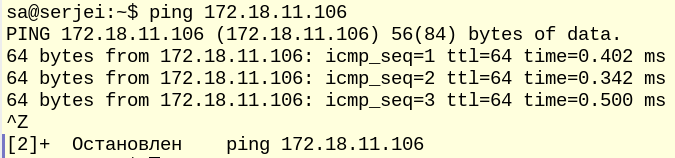 sa@serjei:~$ ping 172.18.11.106
PING 172.18.11.106 (172.18.11.106) 56(84) bytes of data.
64 bytes from 172.18.11.106: icmp_seq=1 ttl=64 time=0.402 ms
64 bytes from 172.18.11.106: icmp_seq=2 ttl=64 time=0.342 ms
64 bytes from 172.18.11.106: icmp_seq=3 ttl=64 time=0.500 ms
^Z
[2]+  Остановлен    ping 172.18.11.106